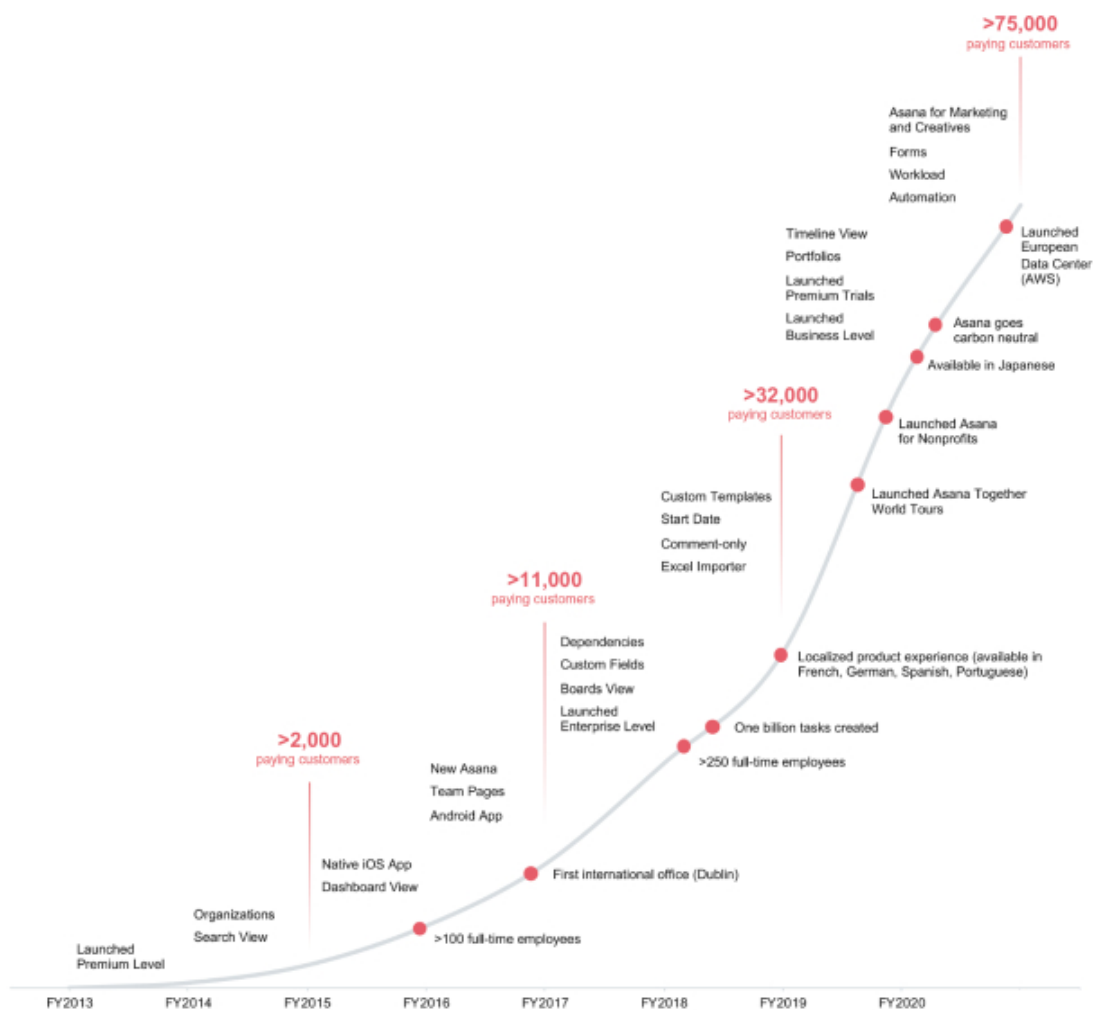 >75,000
paying customers
Asana for Marketing
and Creatives
Forms
Workload
Automation
Launched
European
Data Center
(AWS)
Timeline View
Portfolios
Launched
Premium Trials
Launched
Business Level
Asana goes
carbon neutral
Available in Japanese
>32,000
paying customers
Launched Asana
for Nonprofits
Custom Templates
Start Date
Comment-only
Excel Importer
Launched Asana Together
World Tours
>11,000
paying customers
Dependencies
Custom Fields
Boards View
Launched
Enterprise Level
Localized product experience (available in
French, German, Spanish, Portuguese)
One billion tasks created
>250 full-time employees
>2,000
paying customers
New Asana
Team Pages
Android App
Native iOS App
Dashboard View
First international office (Dublin)
Organizations
Search View
>100 full-time employees
Launched
Premium Level
FY2013 FY2014 FY2015 FY2016 FY2017 FY2018 FY2019 FY2020